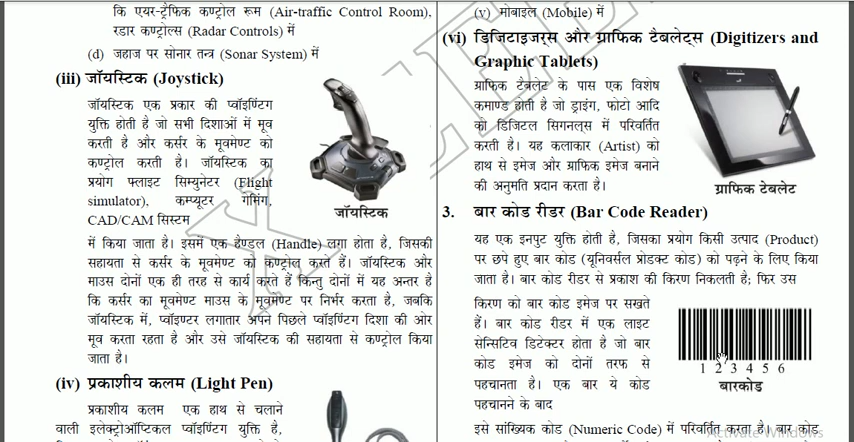 कि एयर-ट्रैफिक कण्ट्रोल रूम (Air-traffic Control Room),
रडार कण्ट्रोल्स (Radar Controls) में
(d) जहाज पर सोनार तन्त्र (Sonar System) में
(iii) जॉयस्टिक (Joystick)
जॉयस्टिक एक प्रकार की प्वॉइण्टिंग
युक्ति होती है जो सभी दिशाओं में मूव
करती है और कर्सर के मूवमेण्ट को
कण्ट्रोल करती है। जॉयस्टिक का
प्रयोग फ्लाइट सिम्युनेटर (Flight
simulator), कम्प्यूटर गेमिंग,
CAD/CAM सिस्टम
जॉयस्टिक
में किया जाता है। इसमें एक हैण्डल (Handle) लगा होता है, जिसकी
सहायता से कर्सर के मूवमेण्ट को कण्ट्रोल करते हैं। जॉयस्टिक और
माउस दोनों एक ही तरह से कार्य करते हैं किन्तु दोनों में यह अन्तर है
कि कर्सर का मूवमेण्ट माउस के मूवमेण्ट पर निर्भर करता है, जबकि
जॉयस्टिक में, प्वॉइण्टर लगातार अपने पिछले प्वॉइण्टिंग दिशा की ओर
मूव करता रहता है और उसे जॉयस्टिक की सहायता से कण्ट्रोल किया
जाता है।
(iv) प्रकाशीय कलम (Light Pen)
प्रकाशीय कलम एक हाथ से चलाने
वाली इलेक्ट्रोऑप्टिकल प्वॉइण्टिंग युक्ति है,
(v) मोबाइल (Mobile) में
(vi) डिजिटाइजर्स और ग्राफिक टैबलेट्स (Digitizers and
Graphic Tablets)
ग्राफिक टैबलेट के पास एक विशेष
कमाण्ड होती है जो ड्राइंग, फोटो आदि
को डिजिटल सिगनल्स में परिवर्तित
करती है। यह कलाकार (Artist) को
हाथ से इमेज और ग्राफिक इमेज बनाने
की अनुमति प्रदान करता है।
ग्राफिक टैबलेट
3. बार कोड रीडर (Bar Code Reader)
यह एक इनपुट युक्ति होती है, जिसका प्रयोग किसी उत्पाद (Product)
पर छपे हुए बार कोड (यूनिवर्सल प्रोडक्ट कोड) को पढ़ने के लिए किया
जाता है। बार कोड रीडर से प्रकाश की किरण निकलती है; फिर उस
किरण को बार कोड इमेज पर सखते
हैं। बार कोड रीडर में एक लाइट
सेन्सिटिव डिटेक्टर होता है जो बार
कोड इमेज को दोनों तरफ से
पहचानता है। एक बार ये कोड
पहचानने के बाद
1 2 3 4 5 6
बारकोड
इसे सांख्यिक कोड (Numeric Code) में परिवर्तित करता है। बार कोड
Activate Windows